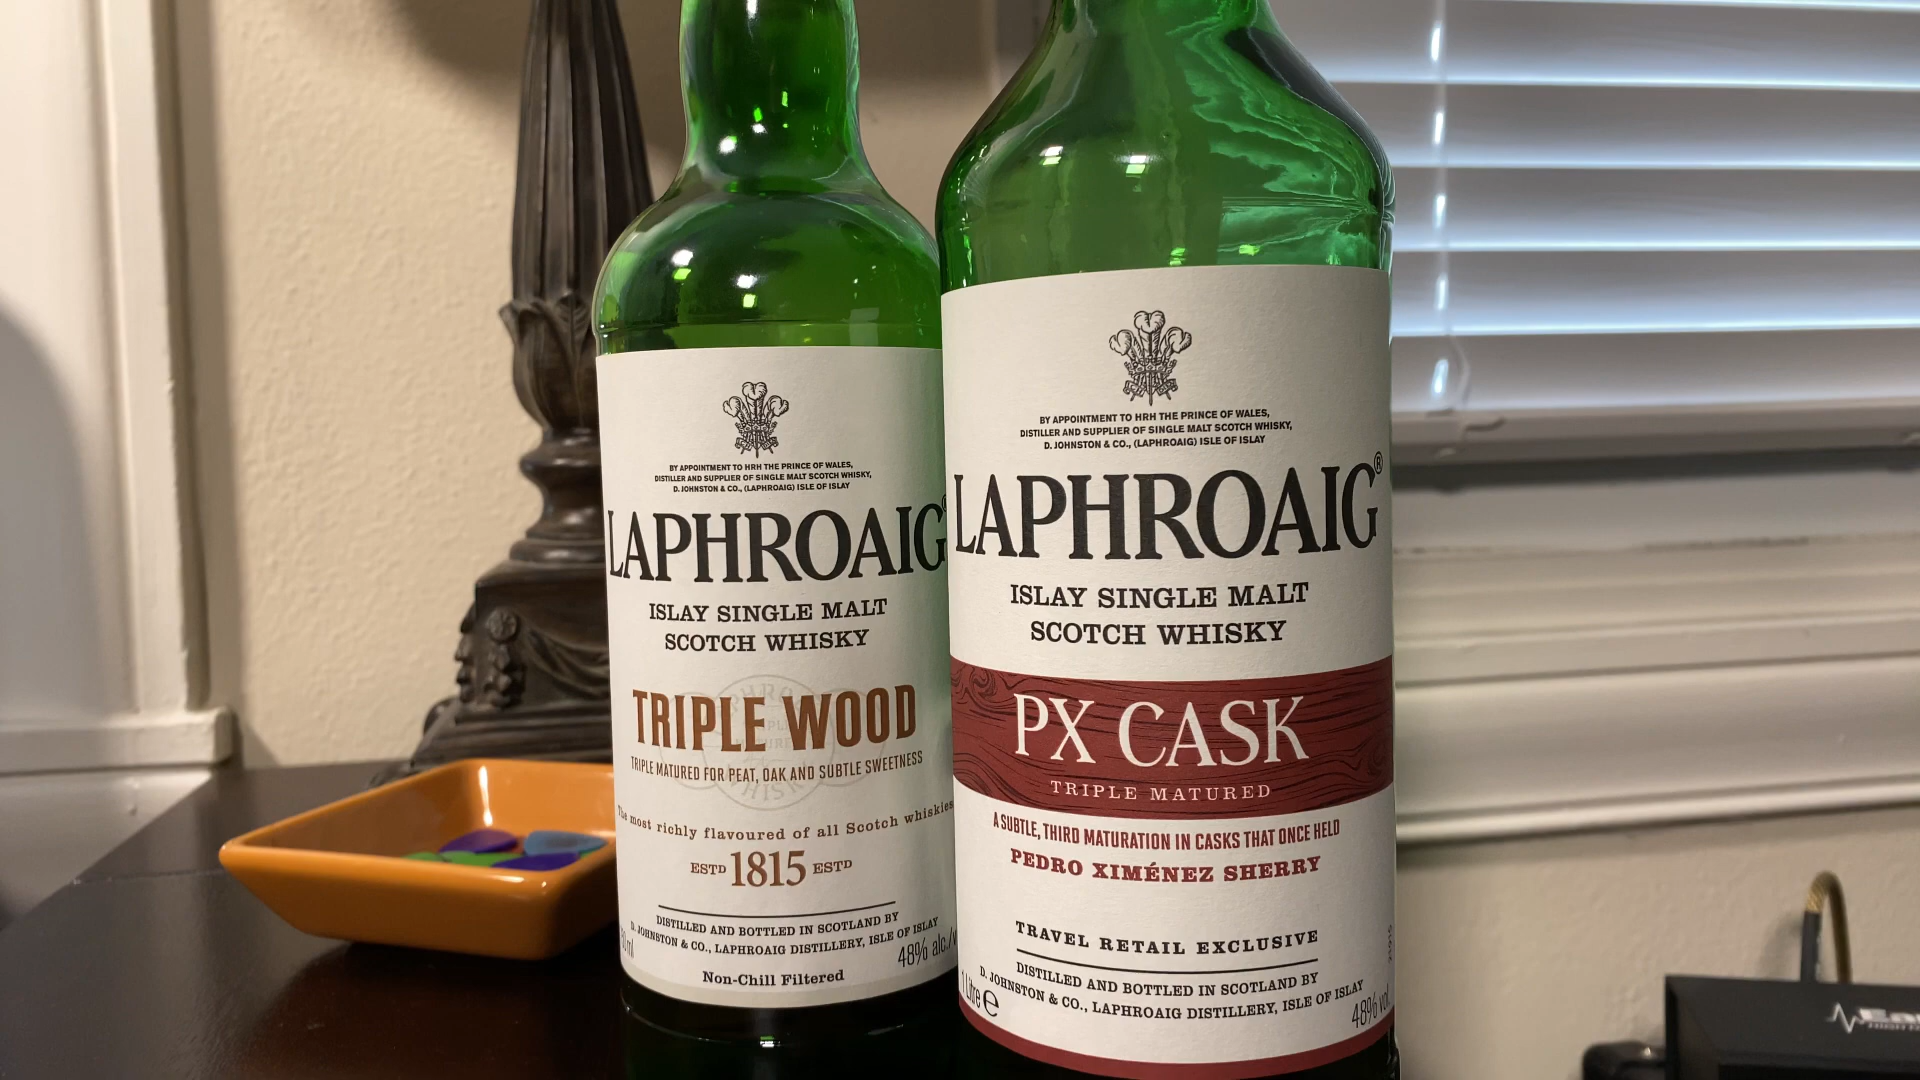 BY APPOINTMENT TO HRH THE PRINCE OF WALES,
DISTILLER AND SUPPLIER OF SINGLE MALT SCOTCH WHISKY,
D. JOHNSTON & CO., (LAPHROAIG) ISLE OF ISLAY
LAPHROAIG®
ISLAY SINGLE MALT
SCOTCH WHISKY
TRIPLE WOOD
TRIPLE MATURED FOR PEAT, OAK AND SUBTLE SWEETNESS
The most richly flavoured of all Scotch whiskies
ESTD 1815 ESTD
DISTILLED AND BOTTLED IN SCOTLAND BY
D. JOHNSTON & CO., LAPHROAIG DISTILLERY, ISLE OF ISLAY
48% alc./
Non-Chill Filtered
BY APPOINTMENT TO HRH THE PRINCE OF WALES,
DISTILLER AND SUPPLIER OF SINGLE MALT SCOTCH WHISKY,
D. JOHNSTON & CO., (LAPHROAIG) ISLE OF ISLAY
LAPHROAIG®
ISLAY SINGLE MALT
SCOTCH WHISKY
PX CASK
TRIPLE MATURED
A SUBTLE, THIRD MATURATION IN CASKS THAT ONCE HELD
PEDRO XIMÉNEZ SHERRY
TRAVEL RETAIL EXCLUSIVE
DISTILLED AND BOTTLED IN SCOTLAND BY
D. JOHNSTON & CO., LAPHROAIG DISTILLERY, ISLE OF ISLAY
1 Litre e
48% vol